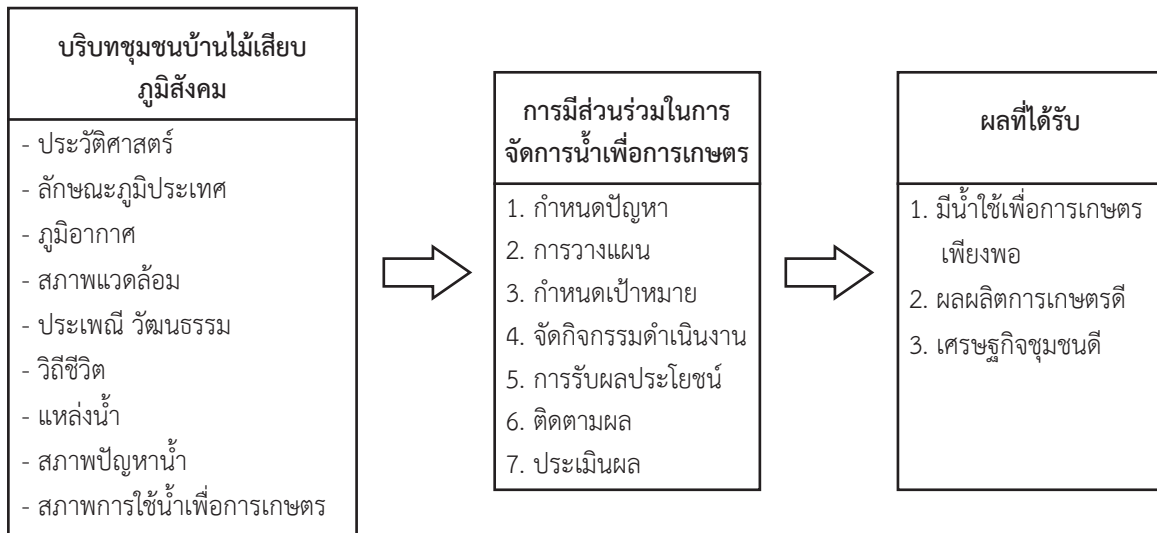 บริบทชุมชนบ้านไม้เสียบ
ภูมิสังคม
- ประวัติศาสตร์
- ลักษณะภูมิประเทศ
- ภูมิอากาศ
- สภาพแวดล้อม
- ประเพณี วัฒนธรรม
- วิถีชีวิต
- แหล่งน้ำ
- สภาพปัญหาน้ำ
- สภาพการใช้น้ำเพื่อการเกษตร
การมีส่วนร่วมในการ
จัดการน้ำเพื่อการเกษตร
1. กำหนดปัญหา
2. การวางแผน
3. กำหนดเป้าหมาย
4. จัดกิจกรรมดำเนินงาน
5. การรับผลประโยชน์
6. ติดตามผล
7. ประเมินผล
ผลที่ได้รับ
1. มีน้ำใช้เพื่อการเกษตร
เพียงพอ
2. ผลผลิตการเกษตรดี
3. เศรษฐกิจชุมชนดี